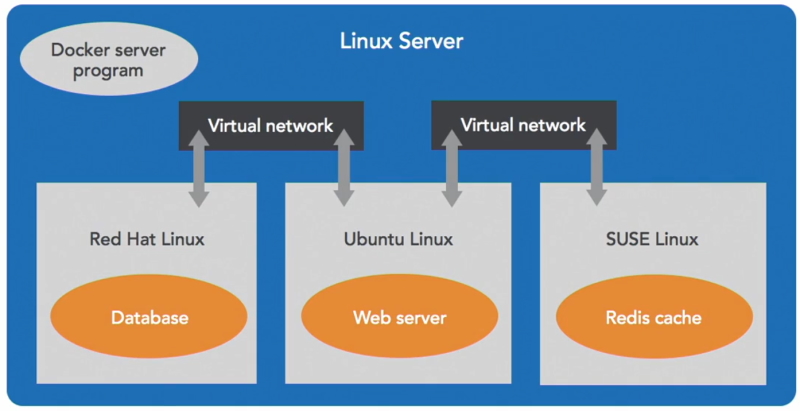 Linux Server
Docker server
program
Virtual network
Virtual network
Red Hat Linux
Ubuntu Linux
SUSE Linux
Database
Web server
Redis cache